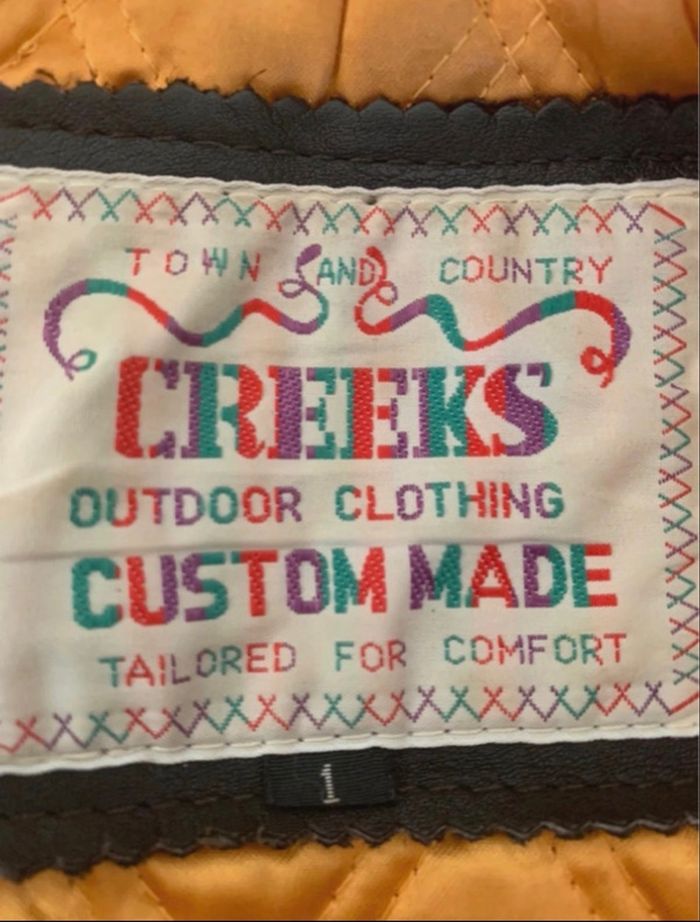 TOWN AND COUNTRY
CREEKS
OUTDOOR CLOTHING
CUSTOM MADE
TAILORED FOR COMFORT
1